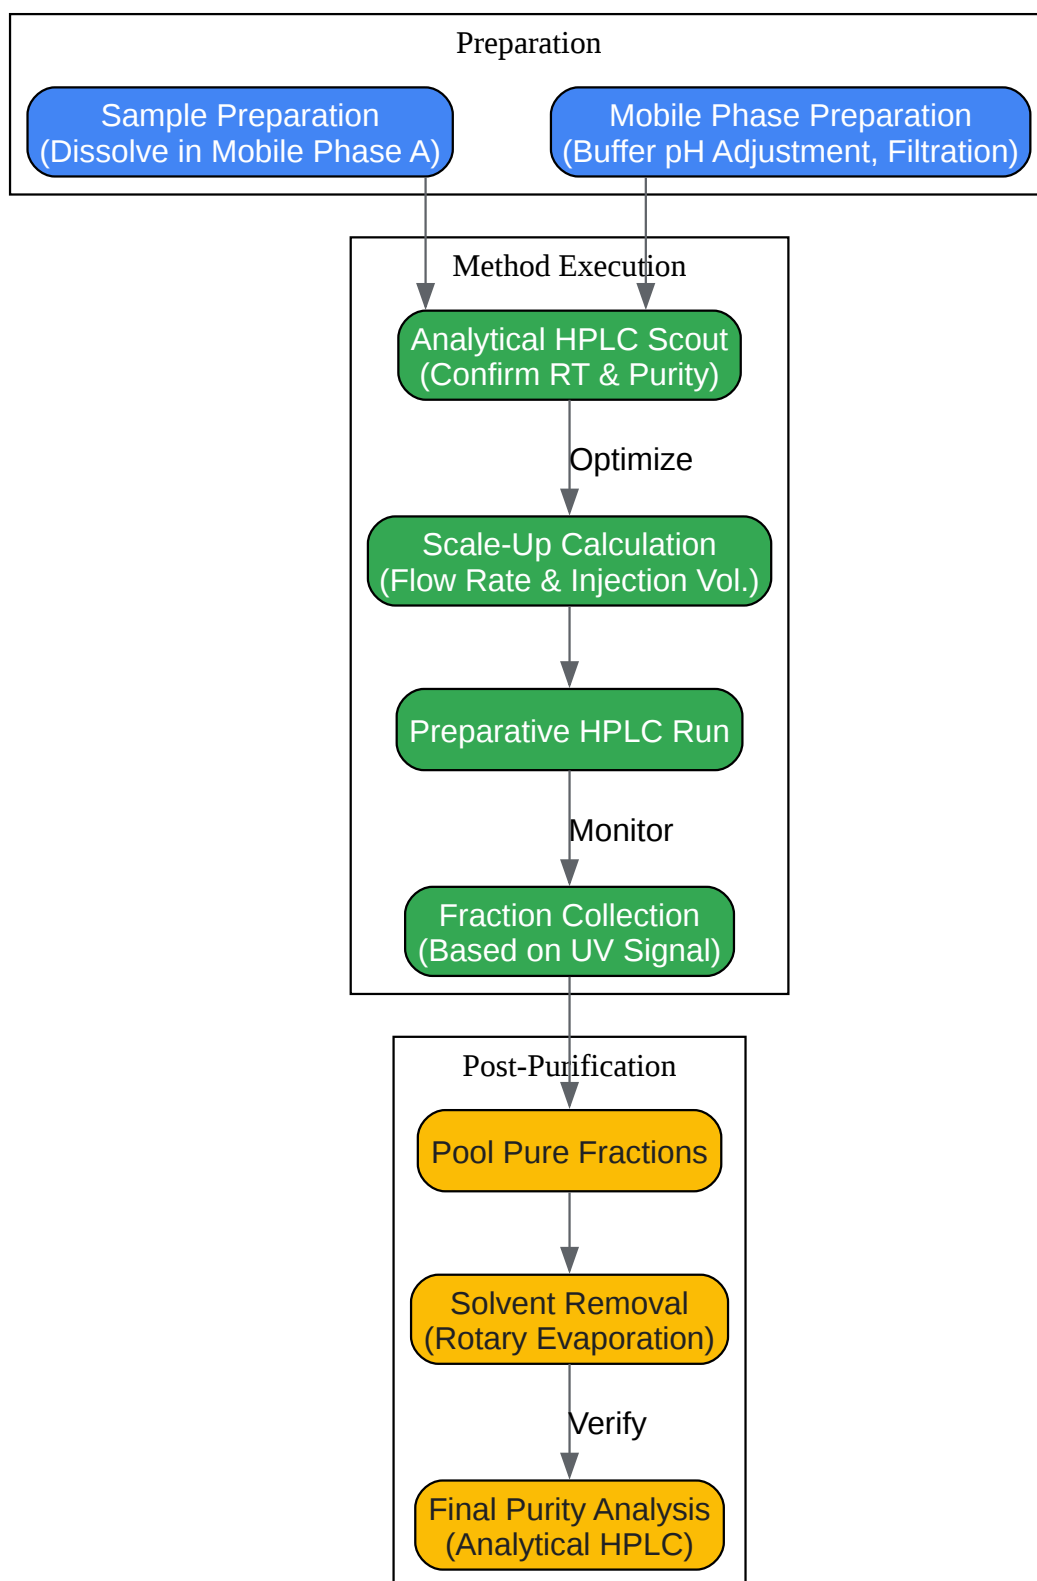 Preparation
Sample Preparation
(Dissolve in Mobile Phase A)
Mobile Phase Preparation
(Buffer pH Adjustment, Filtration)
Method Execution
Analytical HPLC Scout
(Confirm RT & Purity)
Optimize
Scale-Up Calculation
(Flow Rate & Injection Vol.)
Preparative HPLC Run
Monitor
Fraction Collection
(Based on UV Signal)
Post-Purification
Pool Pure Fractions
Solvent Removal
(Rotary Evaporation)
Verify
Final Purity Analysis
(Analytical HPLC)